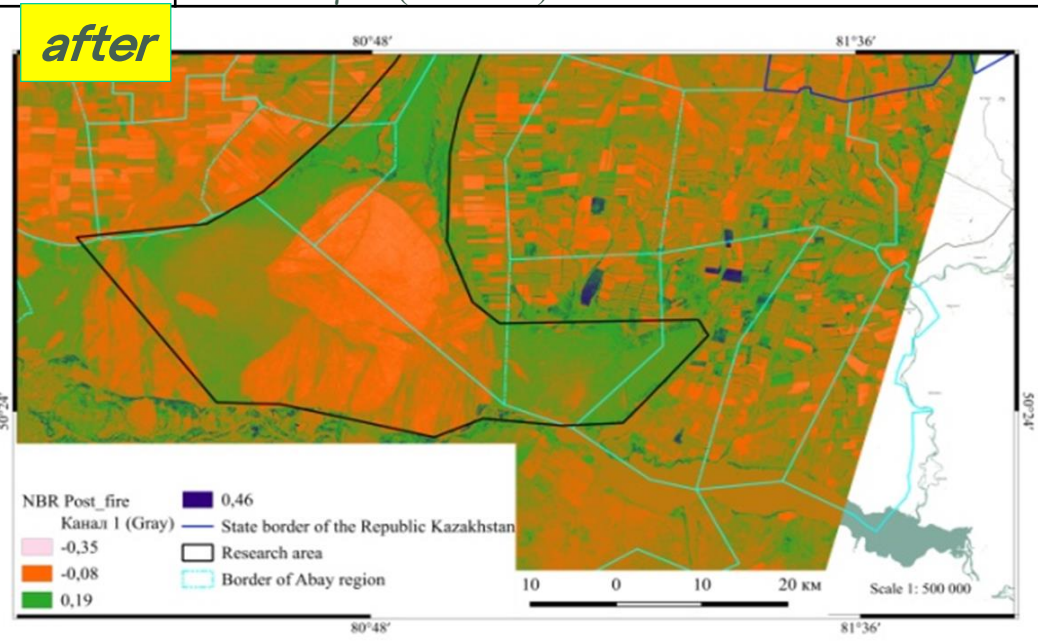 after
80°48′ 81°36′
50°24′ 50°24′
NBR Post_fire
Канал 1 (Gray)
-0,35
-0,08
0,19
0,46
State border of the Republic Kazakhstan
Research area
Border of Abay region
10 0 10 20 км
Scale 1: 500 000
80°48′ 81°36′